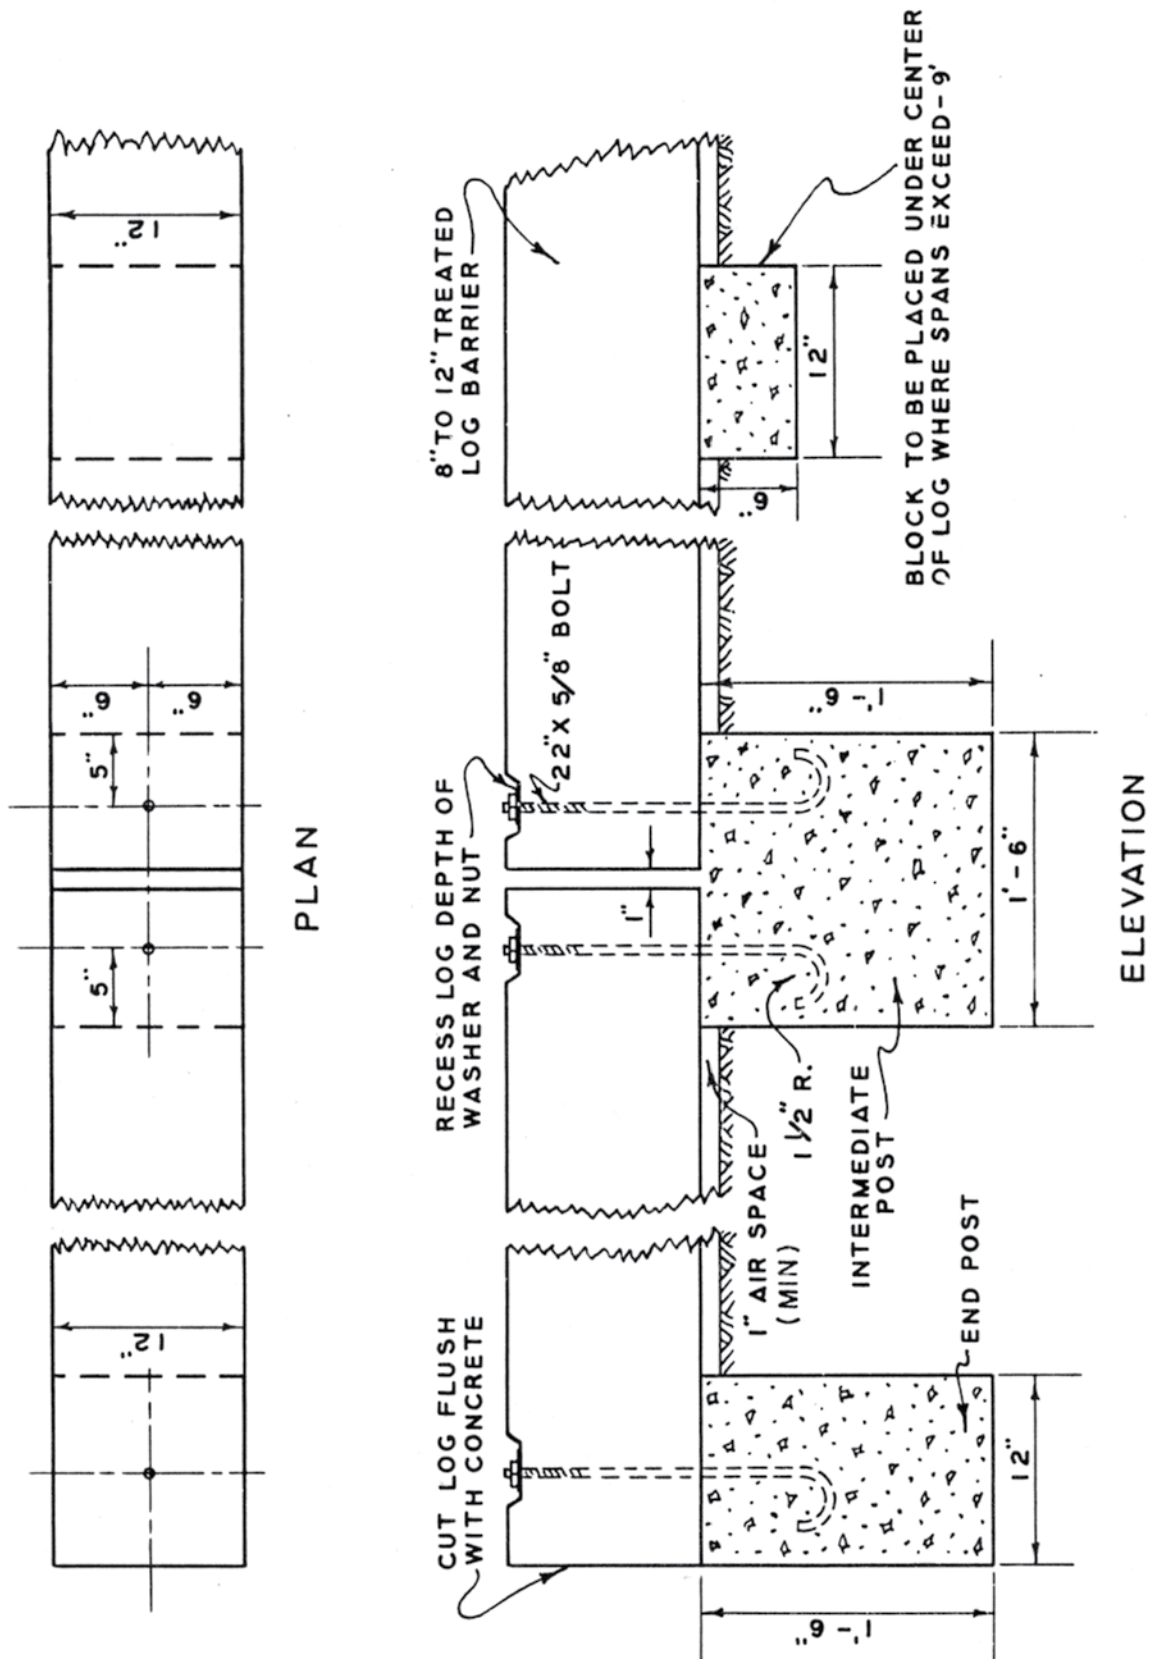 12"
5"
5"
6"
6"
12"
PLAN
CUT LOG FLUSH
WITH CONCRETE
RECESS LOG DEPTH OF
WASHER AND NUT
8" TO 12" TREATED
LOG BARRIER
22" X 5/8" BOLT
1"
1" AIR SPACE
(MIN)
1 1/2" R.
INTERMEDIATE
POST
END POST
1'-6"
12"
1'-6"
1'-6"
6"
12"
BLOCK TO BE PLACED UNDER CENTER
OF LOG WHERE SPANS EXCEED-9'
ELEVATION